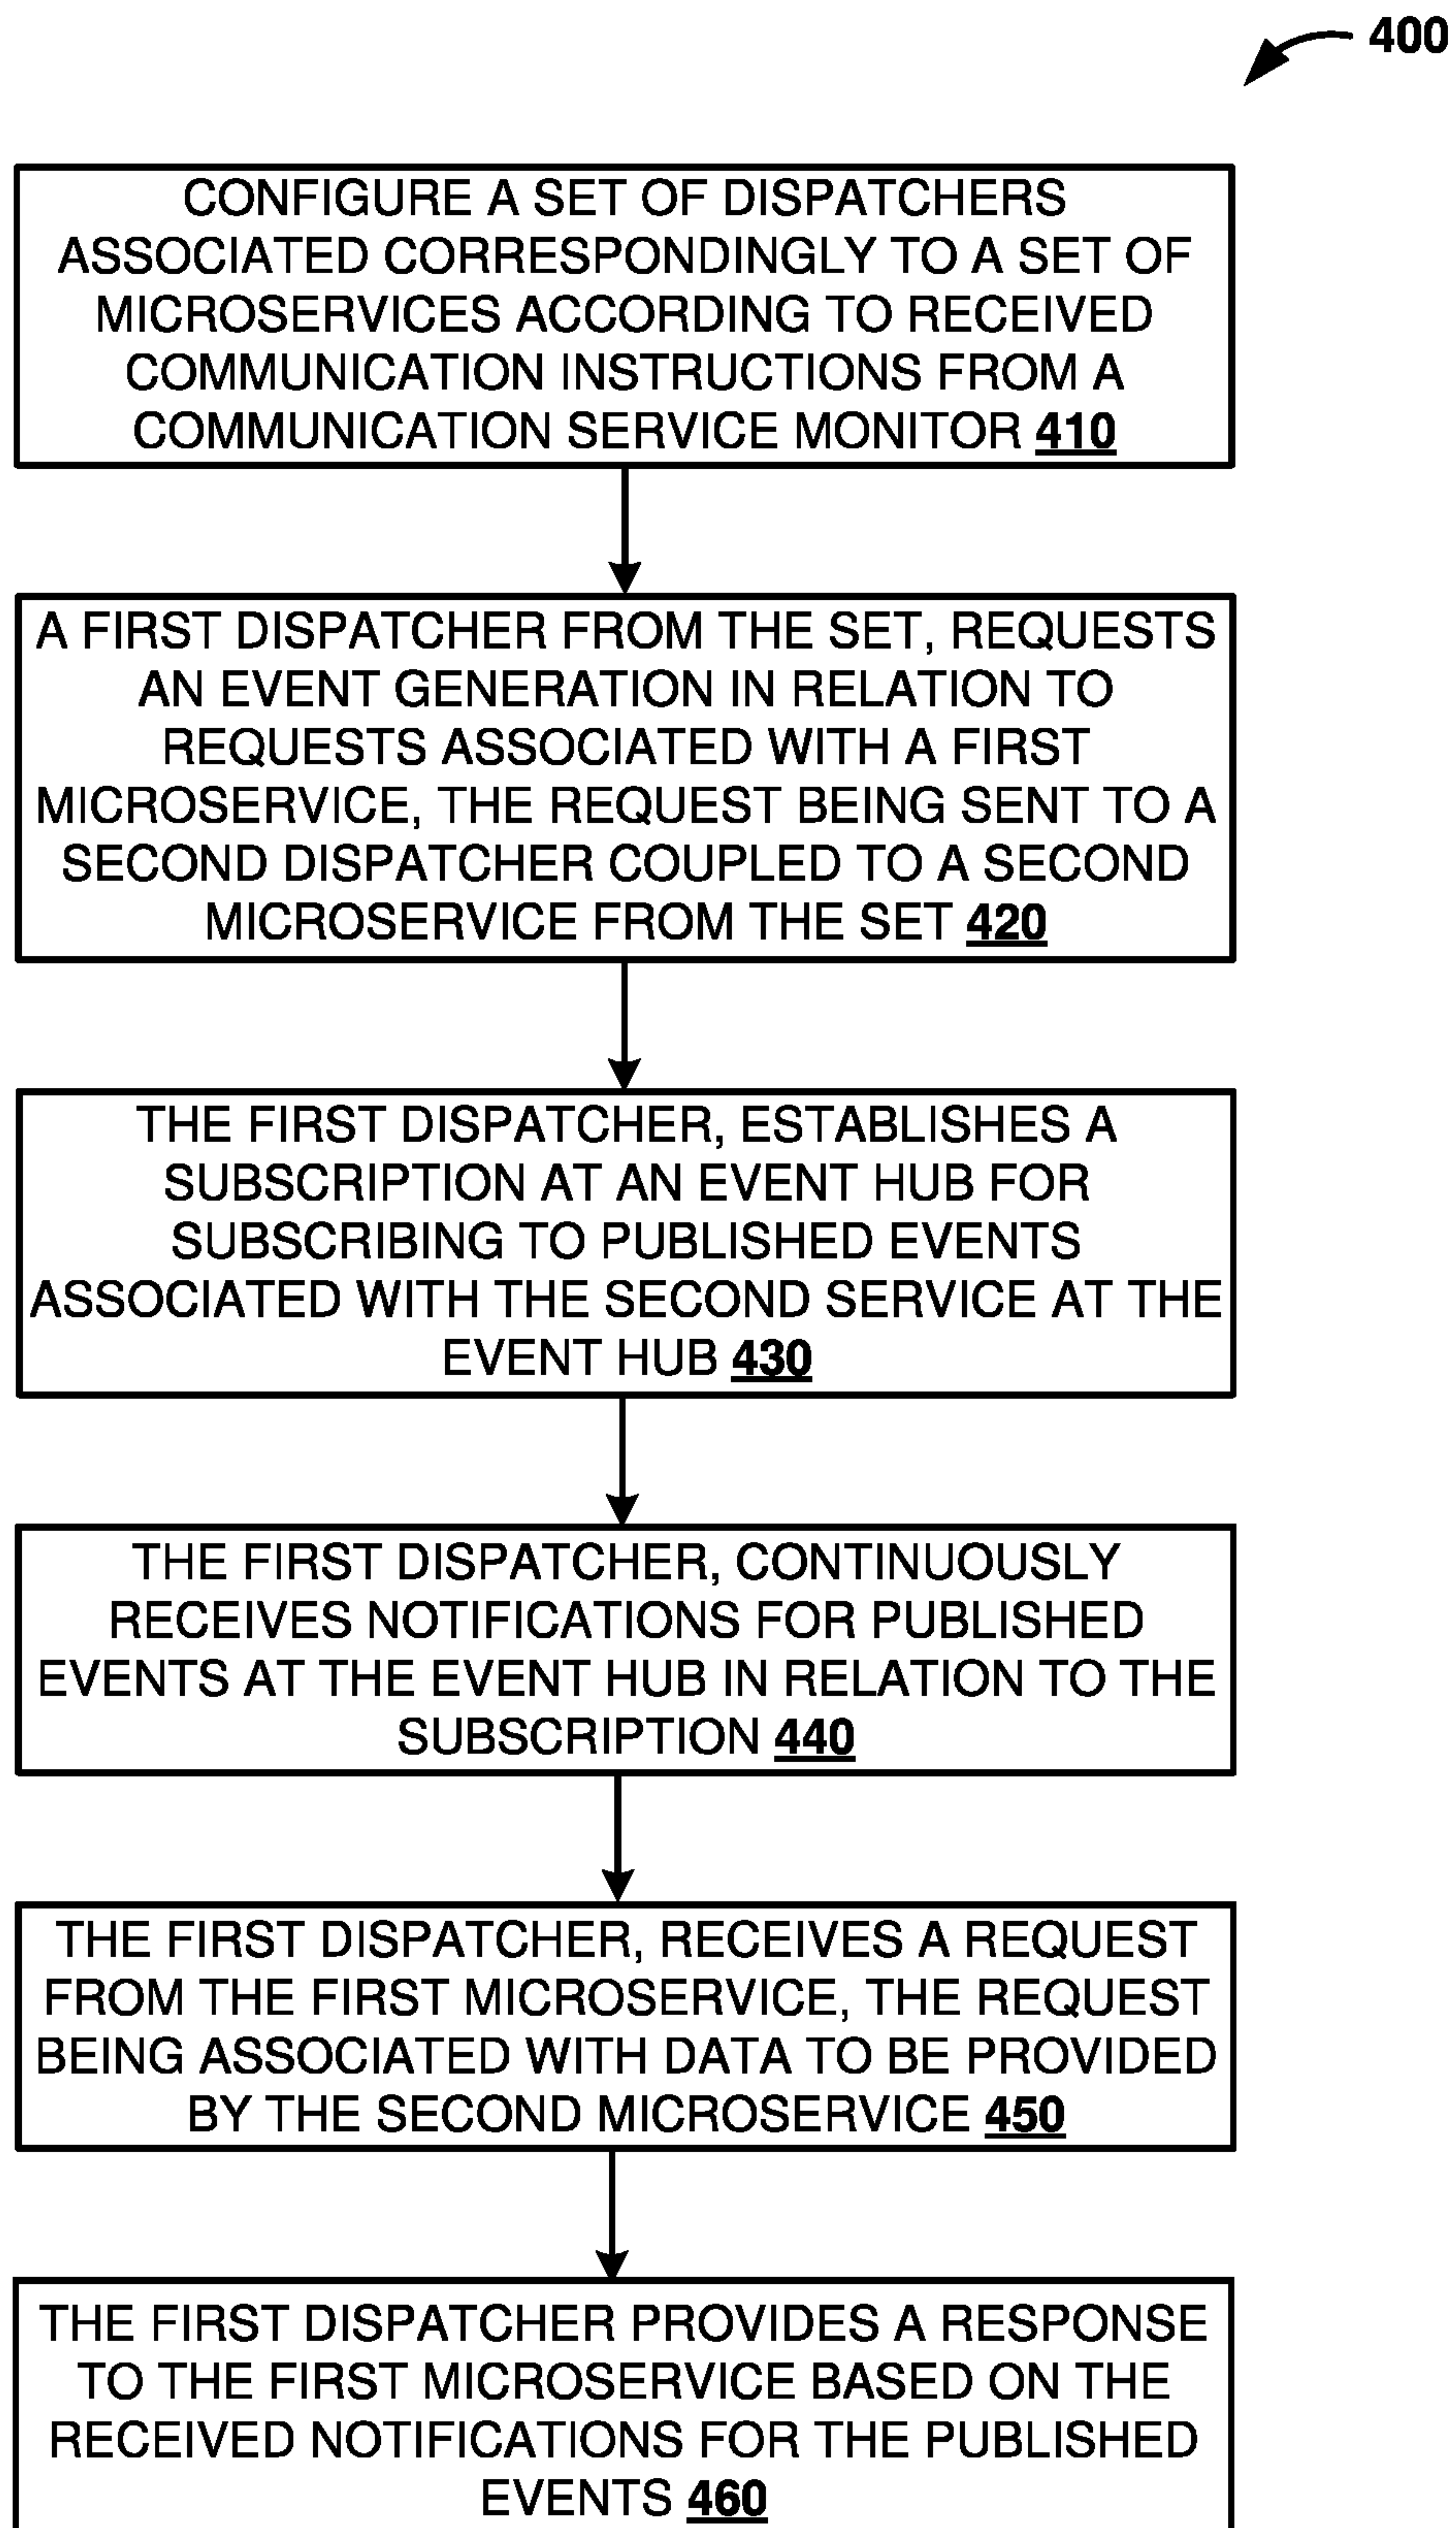 400
CONFIGURE A SET OF DISPATCHERS
ASSOCIATED CORRESPONDINGLY TO A SET OF
MICROSERVICES ACCORDING TO RECEIVED
COMMUNICATION INSTRUCTIONS FROM A
COMMUNICATION SERVICE MONITOR 410
A FIRST DISPATCHER FROM THE SET, REQUESTS
AN EVENT GENERATION IN RELATION TO
REQUESTS ASSOCIATED WITH A FIRST
MICROSERVICE, THE REQUEST BEING SENT TO A
SECOND DISPATCHER COUPLED TO A SECOND
MICROSERVICE FROM THE SET 420
THE FIRST DISPATCHER, ESTABLISHES A
SUBSCRIPTION AT AN EVENT HUB FOR
SUBSCRIBING TO PUBLISHED EVENTS
ASSOCIATED WITH THE SECOND SERVICE AT THE
EVENT HUB 430
THE FIRST DISPATCHER, CONTINUOUSLY
RECEIVES NOTIFICATIONS FOR PUBLISHED
EVENTS AT THE EVENT HUB IN RELATION TO THE
SUBSCRIPTION 440
THE FIRST DISPATCHER, RECEIVES A REQUEST
FROM THE FIRST MICROSERVICE, THE REQUEST
BEING ASSOCIATED WITH DATA TO BE PROVIDED
BY THE SECOND MICROSERVICE 450
THE FIRST DISPATCHER PROVIDES A RESPONSE
TO THE FIRST MICROSERVICE BASED ON THE
RECEIVED NOTIFICATIONS FOR THE PUBLISHED
EVENTS 460